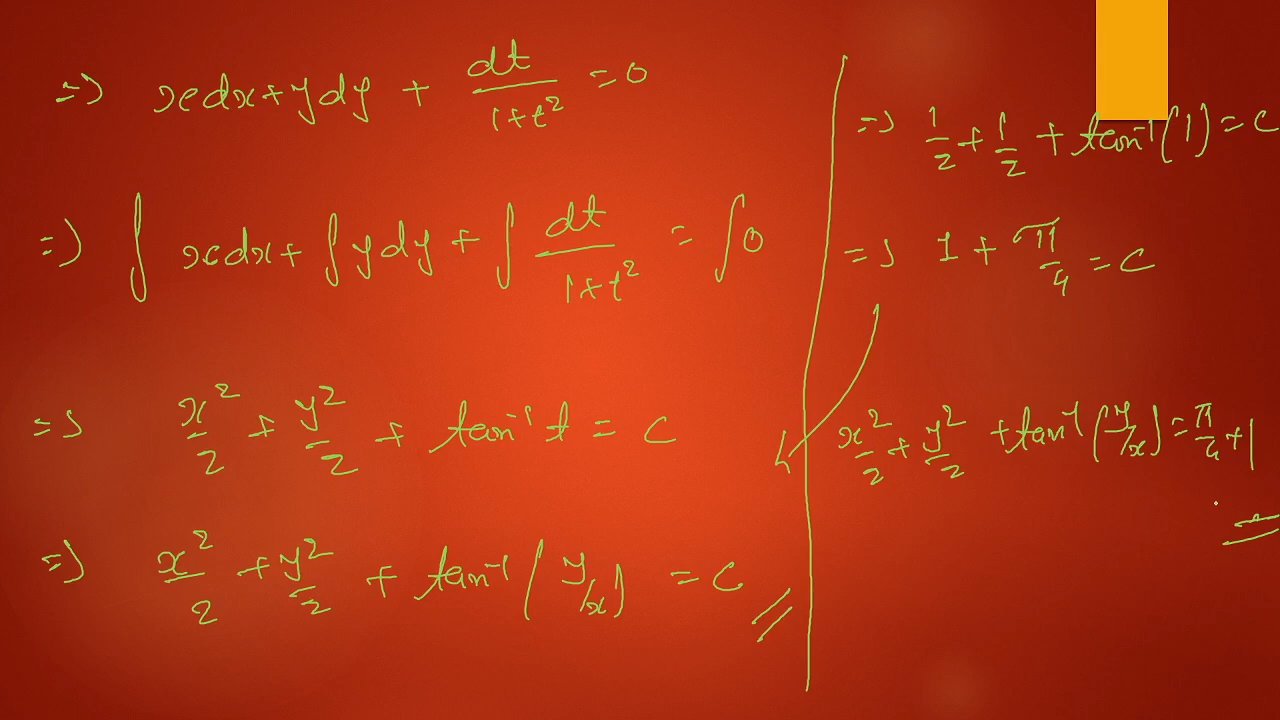 => xdx + ydy + dt/(1+t²) = 0
=> ∫ xdx + ∫ ydy + ∫ dt/(1+t²) = ∫ 0
=> x²/2 + y²/2 + tan⁻¹ t = c
=> x²/2 + y²/2 + tan⁻¹ (y/x) = c
=> 1/2 + 1/2 + tan⁻¹(1) = c
=> 1 + π/4 = c
x²/2 + y²/2 + tan⁻¹(y/x) = π/4 + 1